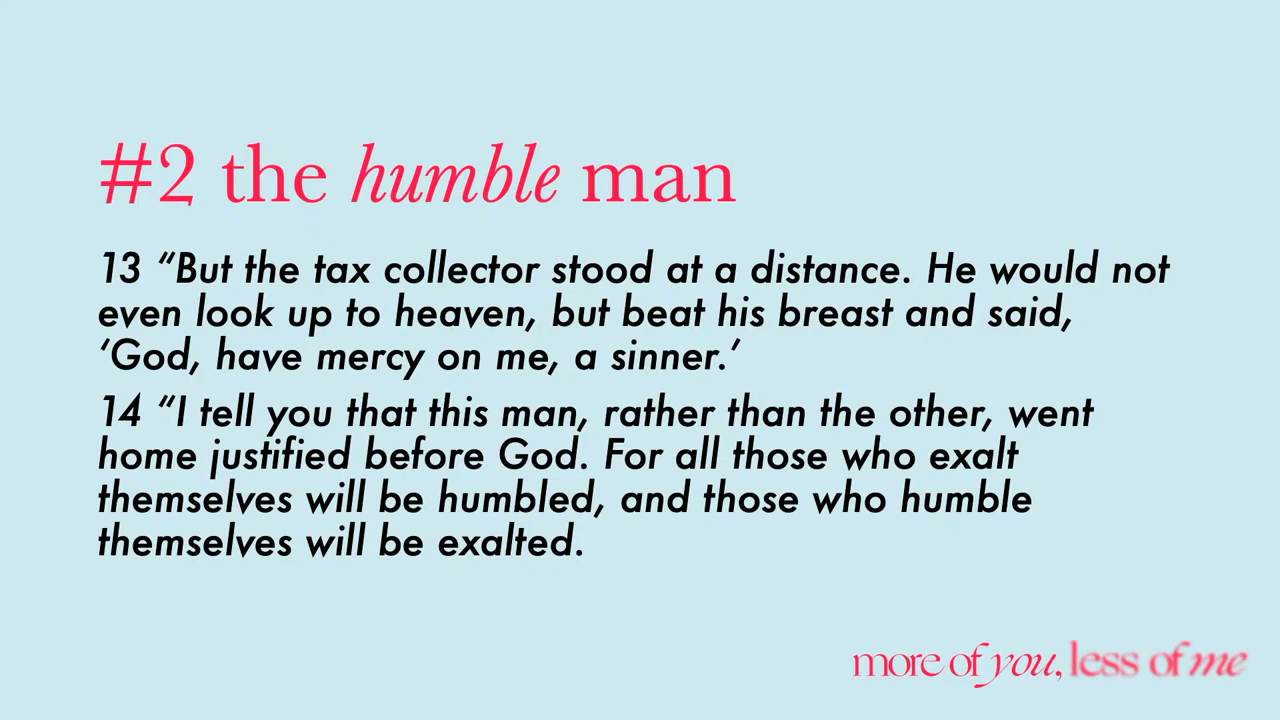 #2 the humble man
13 “But the tax collector stood at a distance. He would not
even look up to heaven, but beat his breast and said,
‘God, have mercy on me, a sinner.’
14 “I tell you that this man, rather than the other, went
home justified before God. For all those who exalt
themselves will be humbled, and those who humble
themselves will be exalted.
more of you, less of me